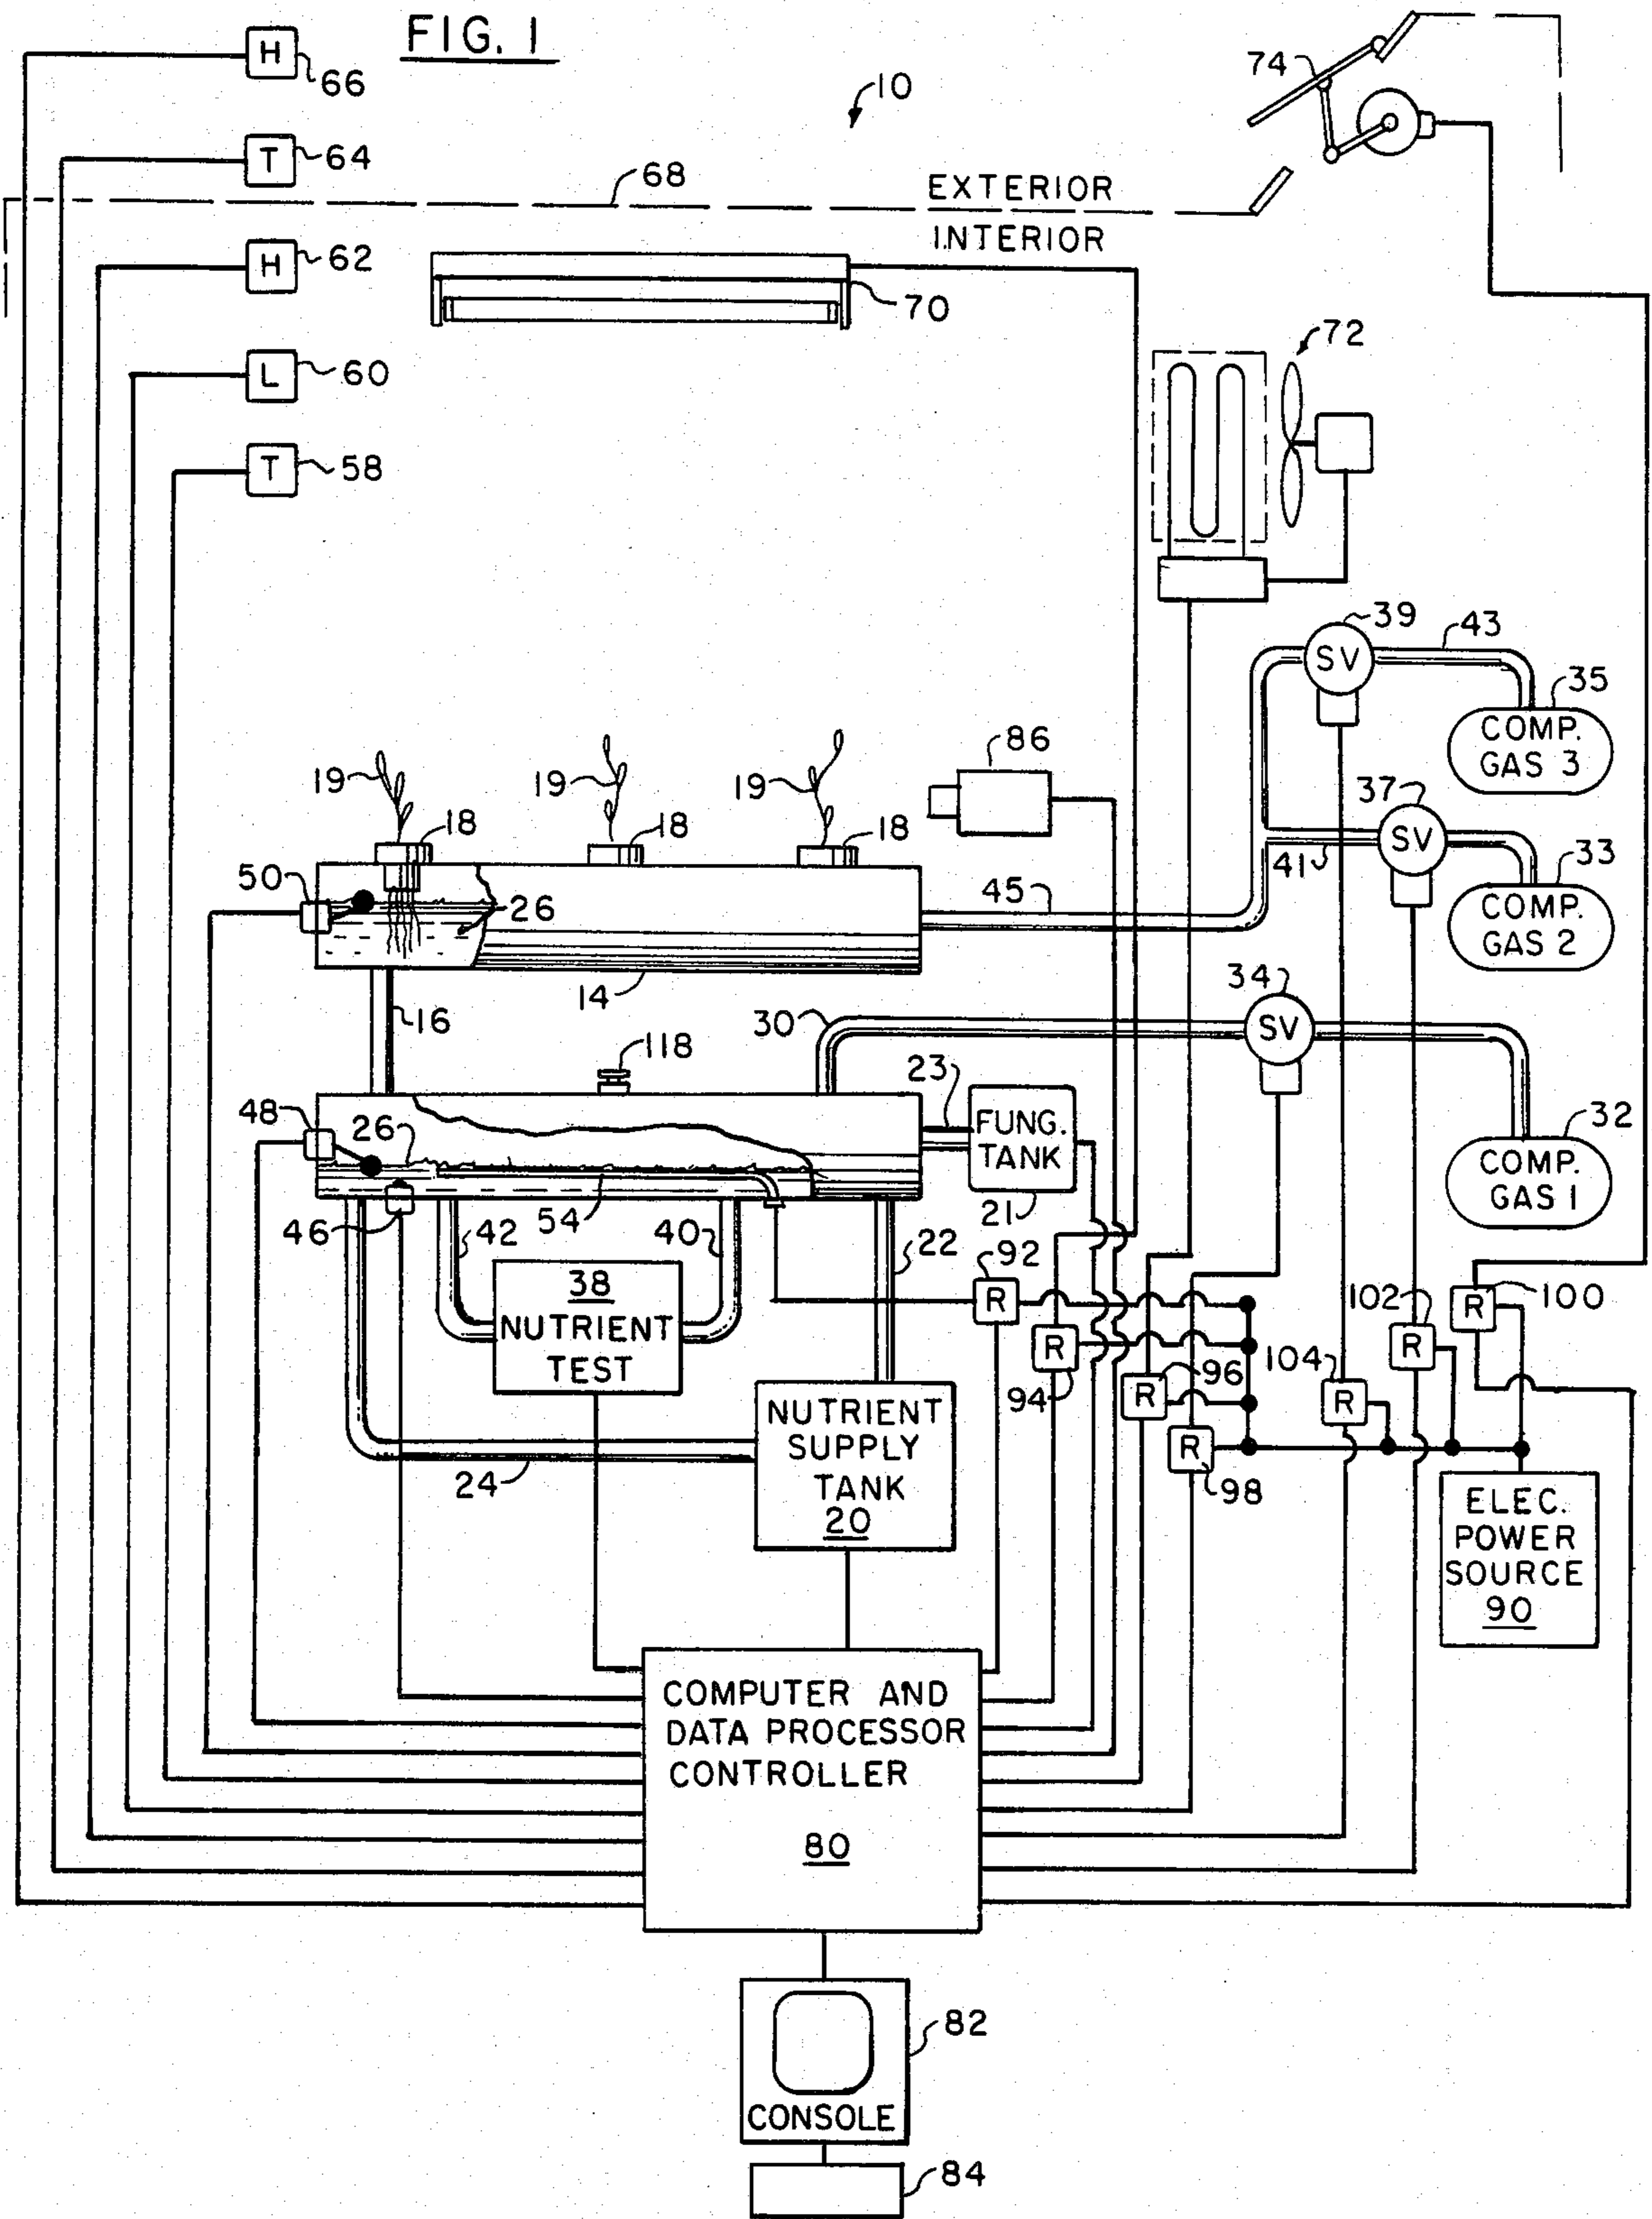 FIG. 1
H
66
10
74
T
64
68
EXTERIOR
INTERIOR
H
62
70
L
60
72
T
58
39
43
SV
35
COMP.
GAS 3
86
37
19
19
19
18
18
18
SV
41
33
COMP.
GAS 2
50
26
45
14
34
16
30
SV
118
23
FUNG.
TANK
21
48
26
32
COMP.
GAS 1
46
42
54
40
22
92
R
38
NUTRIENT
TEST
102
R
R
100
R
94
R
96
104
R
R
98
NUTRIENT
SUPPLY
TANK
20
24
ELEC.
POWER
SOURCE
90
COMPUTER AND
DATA PROCESSOR
CONTROLLER
80
82
CONSOLE
84